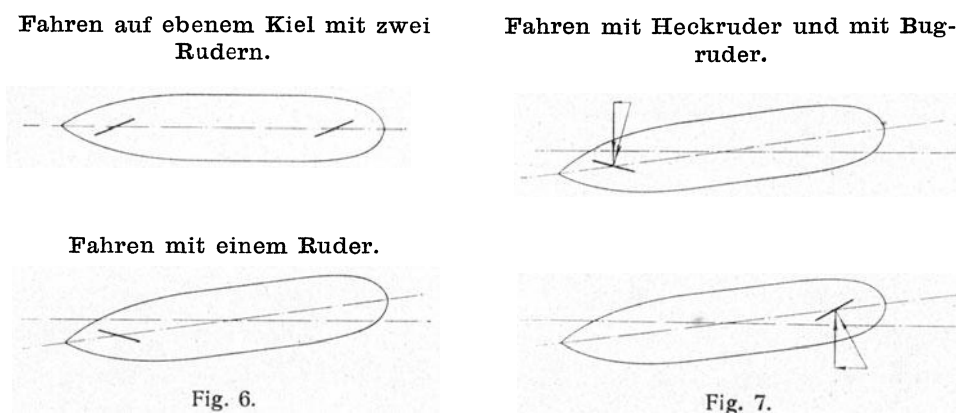 Fahren auf ebenem Kiel mit zwei
Rudern.
Fahren mit einem Ruder.
Fig. 6.
Fahren mit Heckruder und mit Bug-
ruder.
Fig. 7.